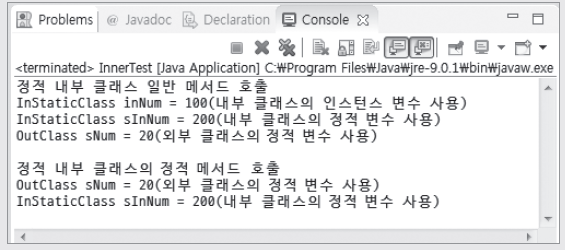 Problems @ Javadoc Declaration Console
<terminated> InnerTest [Java Application] C:₩Program Files₩Java₩jre-9.0.1₩bin₩javaw.exe
정적 내부 클래스 일반 메서드 호출
InStaticClass inNum = 100(내부 클래스의 인스턴스 변수 사용)
InStaticClass sInNum = 200(내부 클래스의 정적 변수 사용)
OutClass sNum = 20(외부 클래스의 정적 변수 사용)
정적 내부 클래스의 정적 메서드 호출
OutClass sNum = 20(외부 클래스의 정적 변수 사용)
InStaticClass sInNum = 200(내부 클래스의 정적 변수 사용)